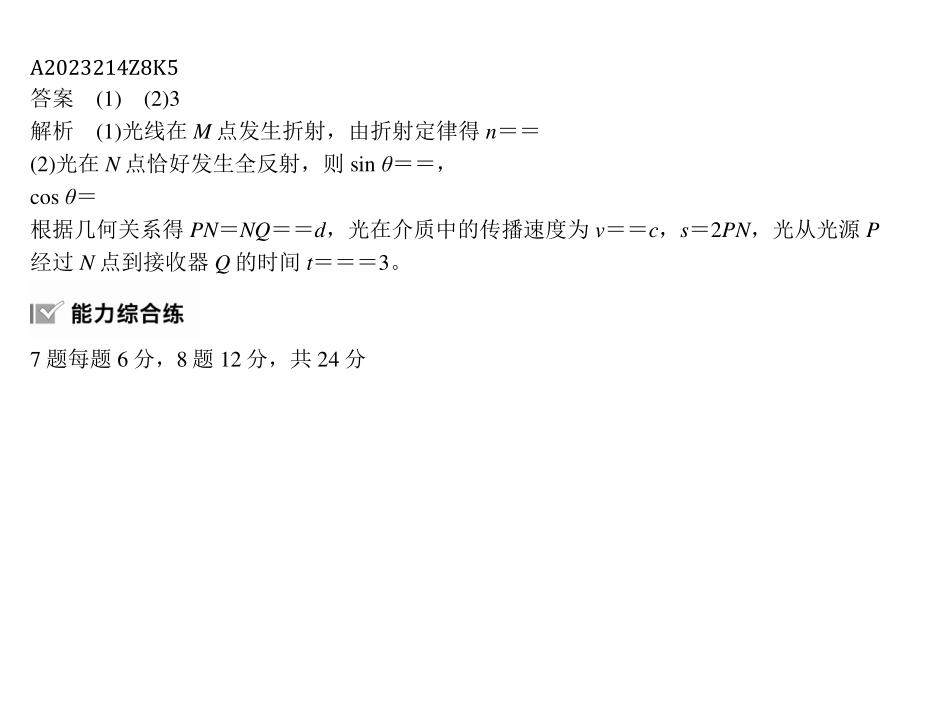 A2023214Z8K5
答案　(1)　(2)3
解析　(1)光线在 M 点发生折射，由折射定律得 n＝＝
(2)光在 N 点恰好发生全反射，则 sin θ＝＝，
cos θ＝
根据几何关系得 PN＝NQ＝＝d，光在介质中的传播速度为 v＝＝c，s＝2PN，光从光源 P
经过 N 点到接收器 Q 的时间 t＝＝＝3。
能力综合练
7 题每题 6 分，8 题 12 分，共 24 分